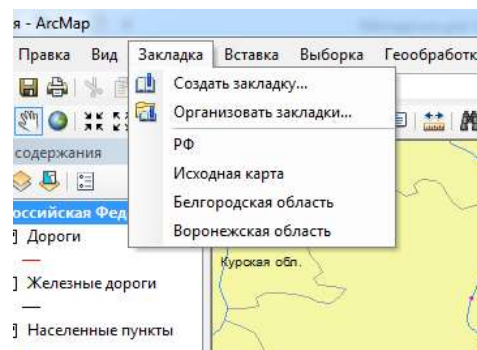 я - ArcMap
Правка Вид Закладка Вставка Выборка Геообработк
Создать закладку...
Организовать закладки...
содержания
РФ
Исходная карта
Белгородская область
Воронежская область
оссийская Фед
Дороги
Курская обл.
Железные дороги
Населенные пункты